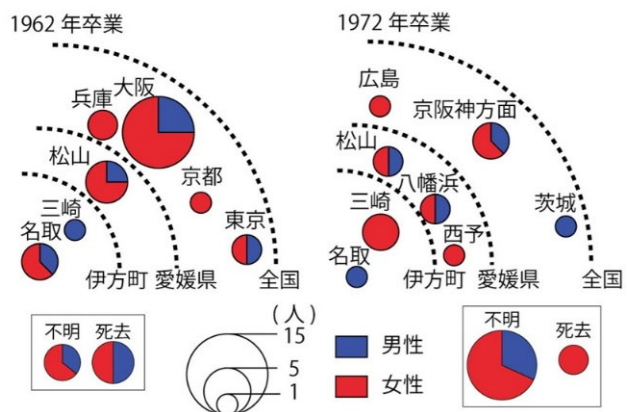 1962 年卒業
大阪
兵庫
松山
京都
三崎
名取
東京
伊方町
愛媛県
全国
不明
死去
1972 年卒業
広島
京阪神方面
松山
八幡浜
三崎
茨城
西予
名取
伊方町
愛媛県
全国
(人)
15
5
1
男性
女性
不明
死去